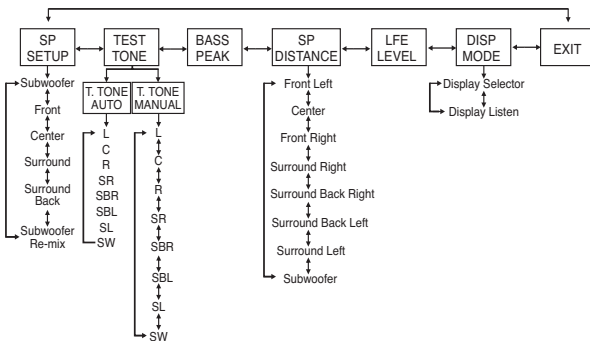 SP
SETUP
TEST
TONE
BASS
PEAK
SP
DISTANCE
LFE
LEVEL
DISP
MODE
EXIT
Subwoofer
Front
Center
Surround
Surround
Back
Subwoofer
Re-mix
T. TONE
AUTO
L
C
R
SR
SBR
SBL
SL
SW
T. TONE
MANUAL
L
C
R
SR
SBR
SBL
SL
SW
Front Left
Center
Front Right
Surround Right
Surround Back Right
Surround Back Left
Surround Left
Subwoofer
Display Selector
Display Listen